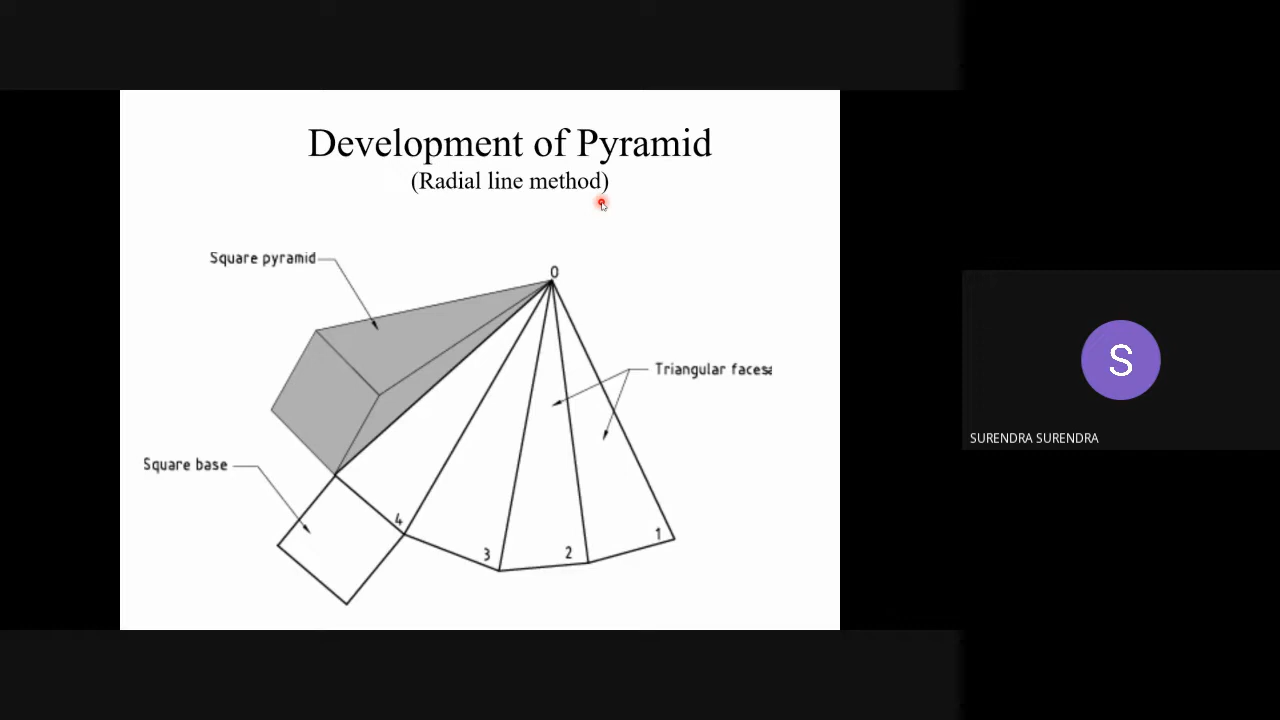 Development of Pyramid
(Radial line method)
Square pyramid
0
Triangular faces
Square base
4
3
2
1
S
SURENDRA SURENDRA